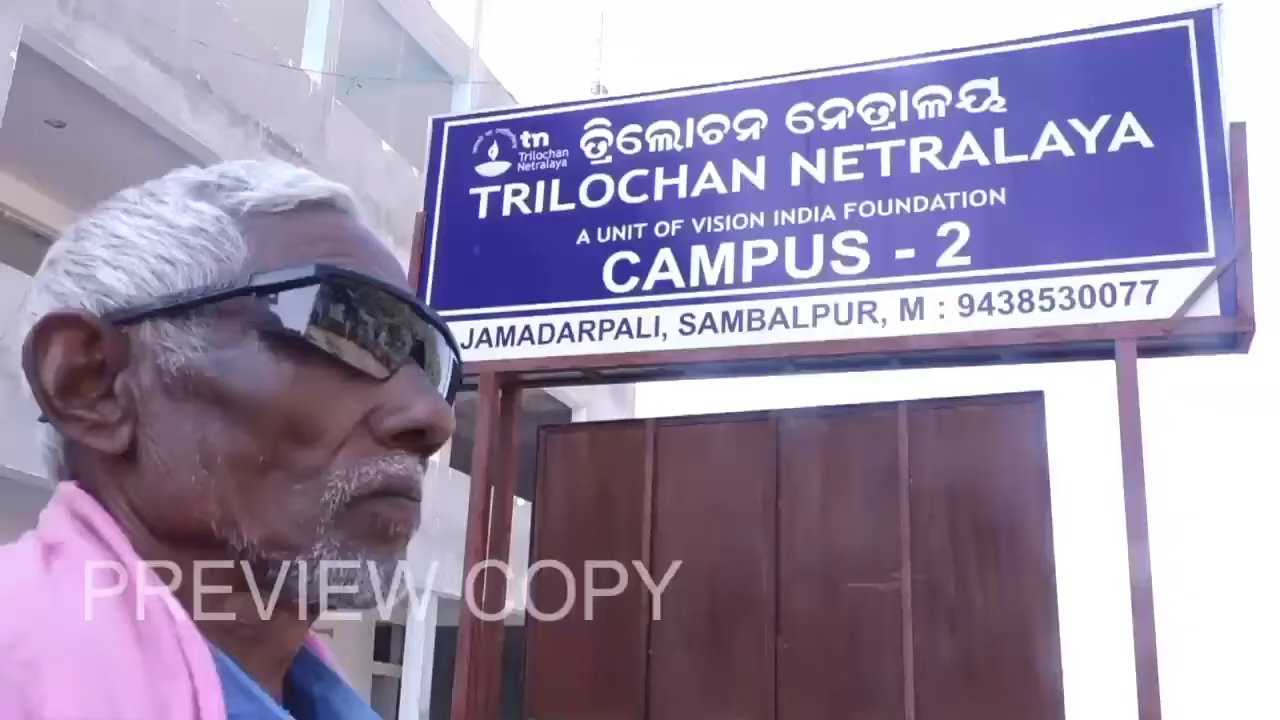 tn
Trilochan
Netralaya
ତ୍ରିଲୋଚନ ନେତ୍ରାଳୟ
TRILOCHAN NETRALAYA
A UNIT OF VISION INDIA FOUNDATION
CAMPUS - 2
JAMADARPALI, SAMBALPUR, M : 9438530077
PREVIEW COPY